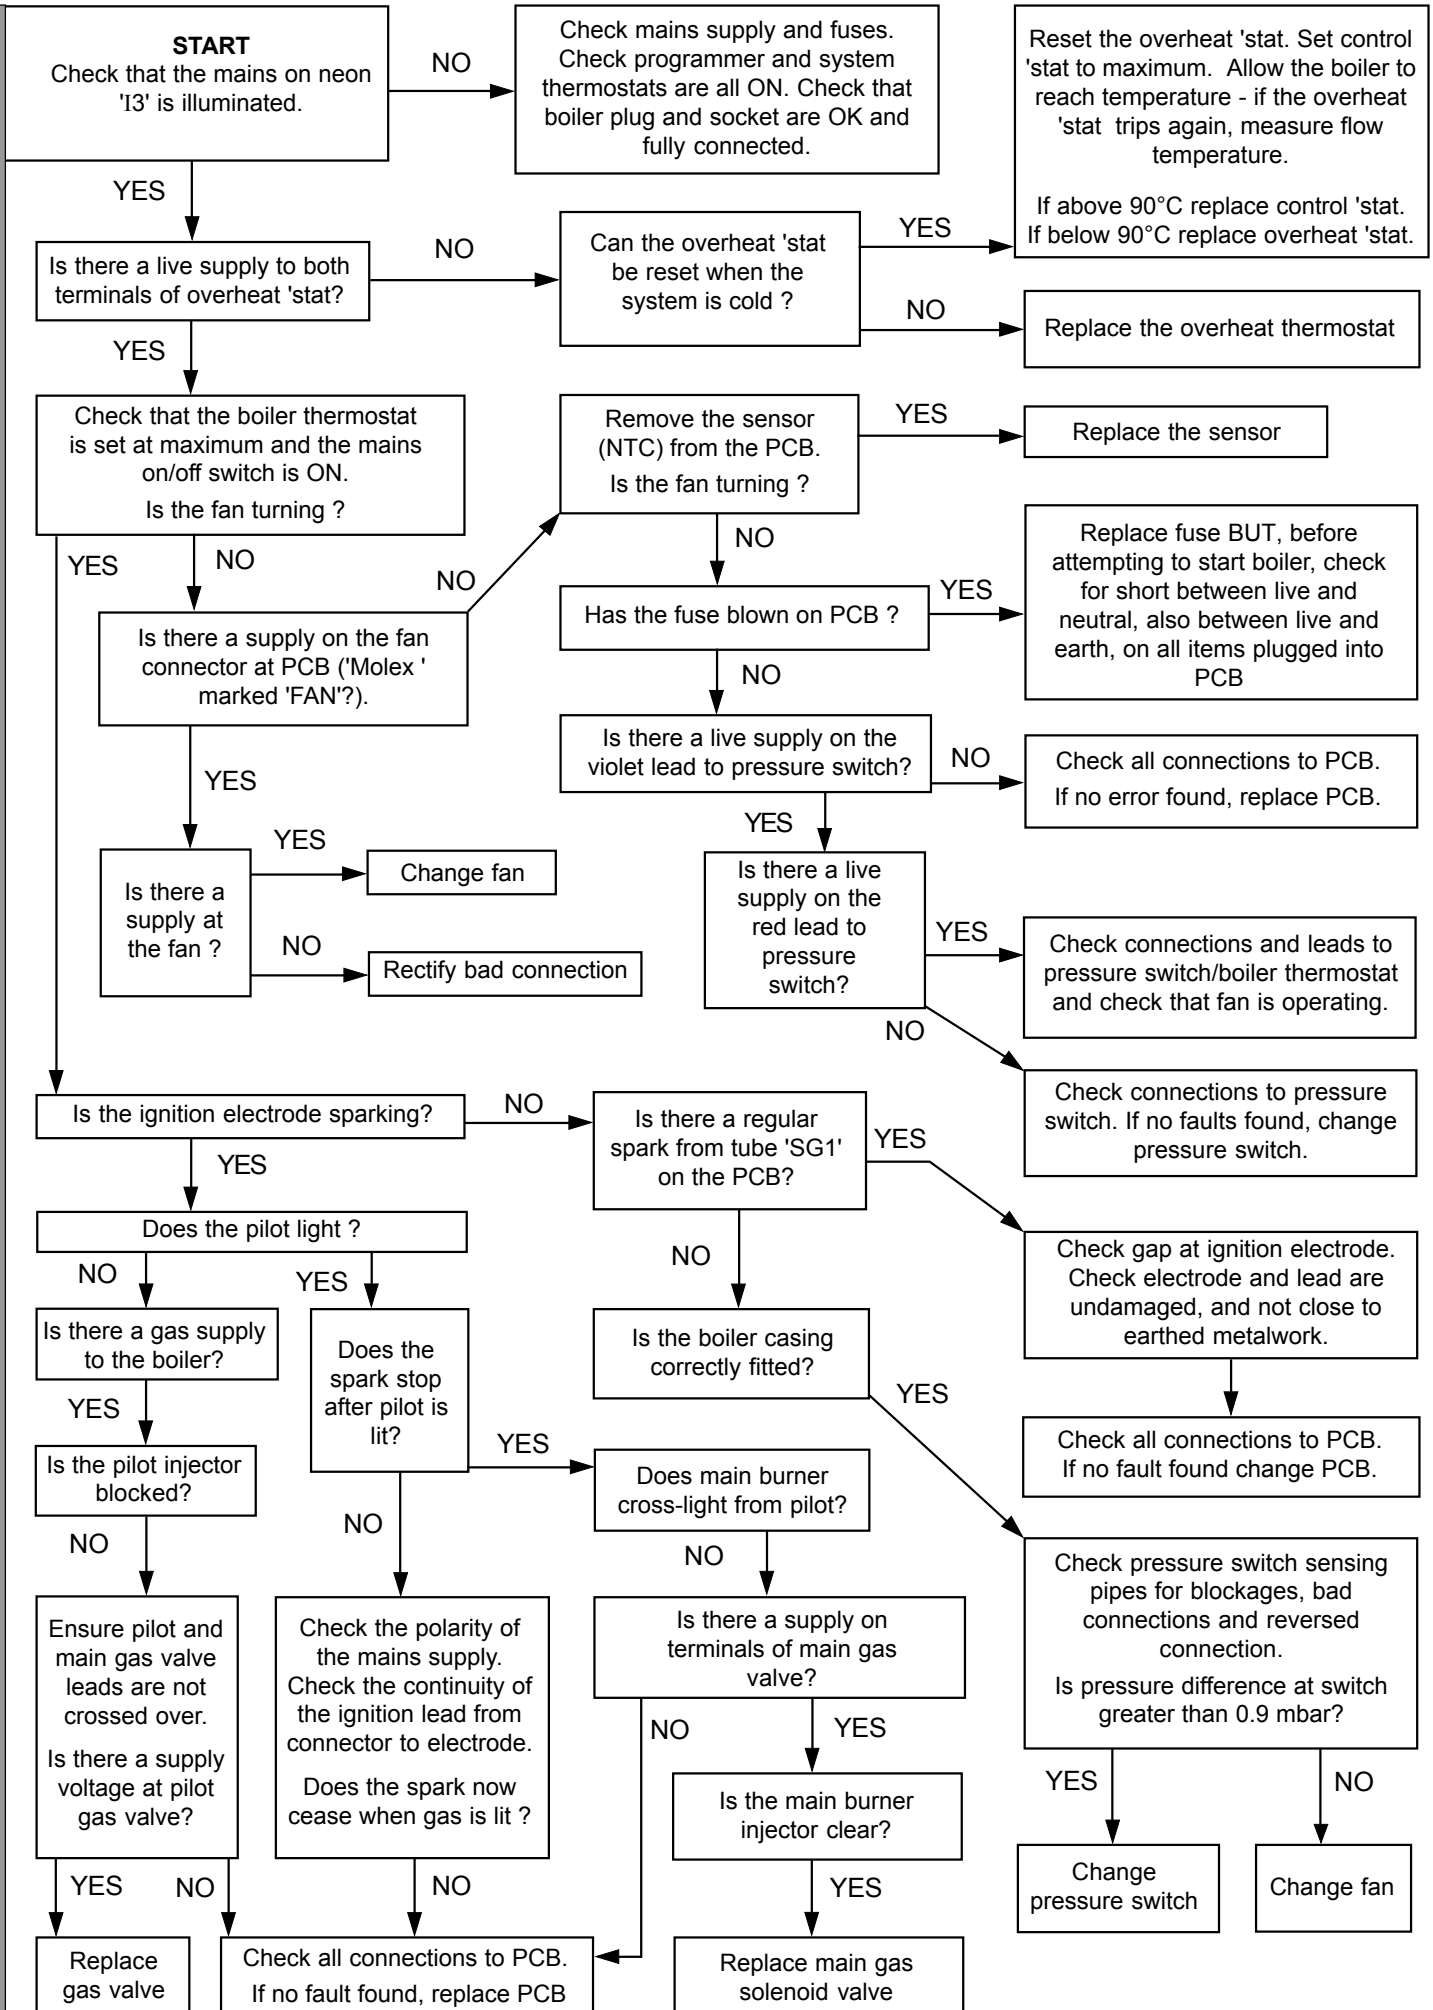 START
Check that the mains on neon
'I3' is illuminated.
NO
Check mains supply and fuses.
Check programmer and system
thermostats are all ON. Check that
boiler plug and socket are OK and
fully connected.
Reset the overheat 'stat. Set control
'stat to maximum. Allow the boiler to
reach temperature - if the overheat
'stat trips again, measure flow
temperature.
If above 90°C replace control 'stat.
If below 90°C replace overheat 'stat.
YES
Is there a live supply to both
terminals of overheat 'stat?
NO
Can the overheat 'stat
be reset when the
system is cold ?
YES
NO
Replace the overheat thermostat
YES
Check that the boiler thermostat
is set at maximum and the mains
on/off switch is ON.
Is the fan turning ?
Remove the sensor
(NTC) from the PCB.
Is the fan turning ?
YES
Replace the sensor
YES
NO
NO
NO
Is there a supply on the fan
connector at PCB ('Molex '
marked 'FAN'?).
Has the fuse blown on PCB ?
YES
Replace fuse BUT, before
attempting to start boiler, check
for short between live and
neutral, also between live and
earth, on all items plugged into
PCB
NO
Is there a live supply on the
violet lead to pressure switch?
NO
Check all connections to PCB.
If no error found, replace PCB.
YES
YES
Is there a
supply at
the fan ?
YES
Change fan
NO
Rectify bad connection
Is there a live
supply on the
red lead to
pressure
switch?
YES
Check connections and leads to
pressure switch/boiler thermostat
and check that fan is operating.
NO
Check connections to pressure
switch. If no faults found, change
pressure switch.
Is the ignition electrode sparking?
NO
Is there a regular
spark from tube 'SG1'
on the PCB?
YES
YES
Does the pilot light ?
NO
Check gap at ignition electrode.
Check electrode and lead are
undamaged, and not close to
earthed metalwork.
NO
YES
Is there a gas supply
to the boiler?
Does the
spark stop
after pilot is
lit?
Is the boiler casing
correctly fitted?
YES
YES
Check all connections to PCB.
If no fault found change PCB.
Is the pilot injector
blocked?
YES
Does main burner
cross-light from pilot?
NO
NO
NO
Check pressure switch sensing
pipes for blockages, bad
connections and reversed
connection.
Is pressure difference at switch
greater than 0.9 mbar?
Ensure pilot and
main gas valve
leads are not
crossed over.
Is there a supply
voltage at pilot
gas valve?
Check the polarity of
the mains supply.
Check the continuity of
the ignition lead from
connector to electrode.
Does the spark now
cease when gas is lit ?
Is there a supply on
terminals of main gas
valve?
NO
YES
Is the main burner
injector clear?
YES
NO
Change
pressure switch
Change fan
YES
NO
NO
YES
Replace
gas valve
Check all connections to PCB.
If no fault found, replace PCB
Replace main gas
solenoid valve